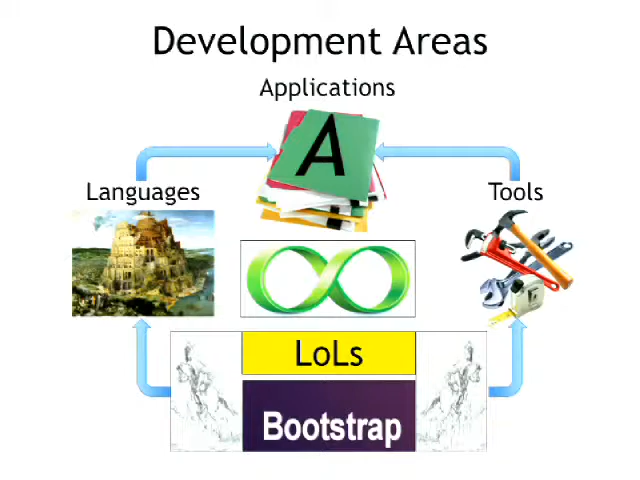 Development Areas
Applications
A
Languages
Tools
LoLs
Bootstrap